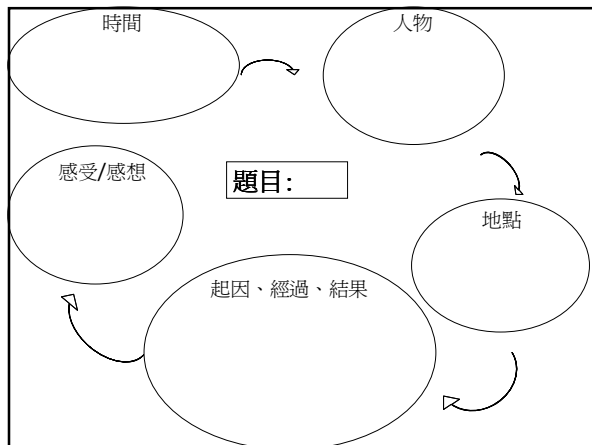 時間
人物
感受/感想
題目:
地點
起因、經過、結果